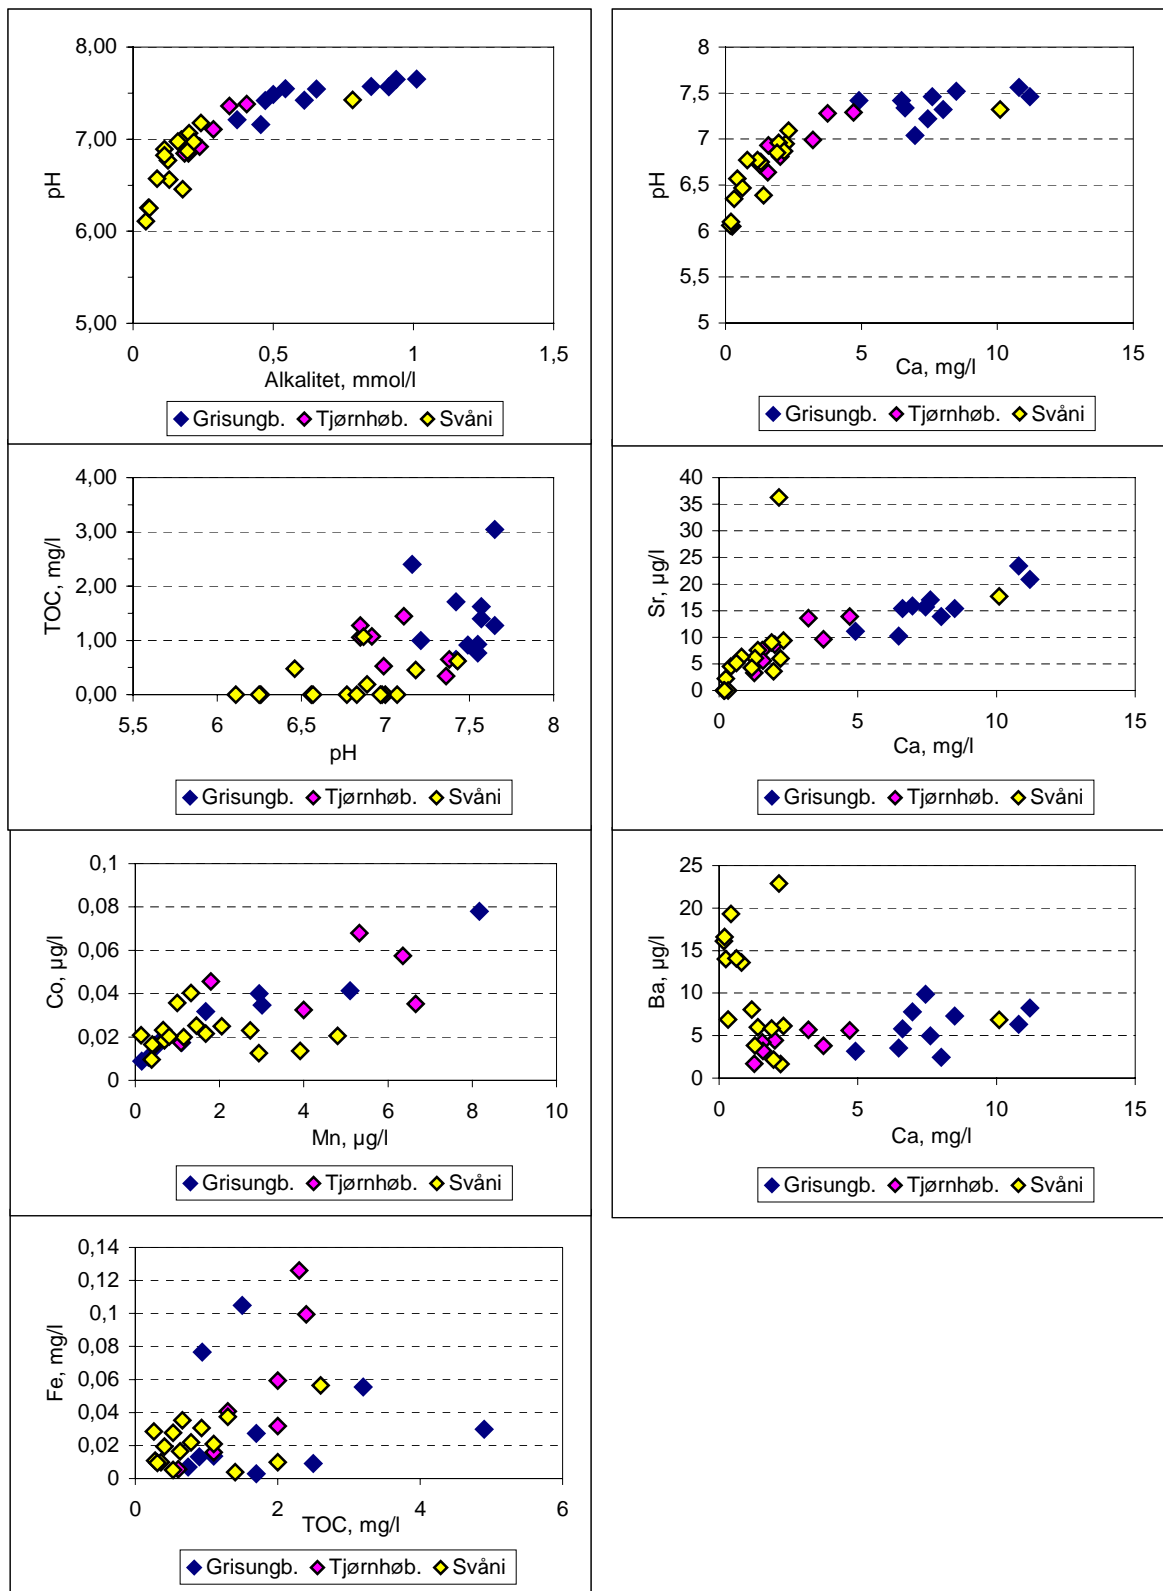 8,00
7,00
6,00
5,00
pH
0 0,5 1 1,5
Alkalitet, mmol/l
Grisungb. Tjørnhøb. Svåni
8
7,5
7
6,5
6
5,5
5
pH
0 5 10 15
Ca, mg/l
Grisungb. Tjørnhøb. Svåni
4,00
3,00
2,00
1,00
0,00
TOC, mg/l
5,5 6 6,5 7 7,5 8
pH
Grisungb. Tjørnhøb. Svåni
40
35
30
25
20
15
10
5
0
Sr, µg/l
0 5 10 15
Ca, mg/l
Grisungb. Tjørnhøb. Svåni
0,1
0,08
0,06
0,04
0,02
0
Co, µg/l
0 2 4 6 8 10
Mn, µg/l
Grisungb. Tjørnhøb. Svåni
25
20
15
10
5
0
Ba, µg/l
0 5 10 15
Ca, mg/l
Grisungb. Tjørnhøb. Svåni
0,14
0,12
0,1
0,08
0,06
0,04
0,02
0
Fe, mg/l
0 2 4 6
TOC, mg/l
Grisungb. Tjørnhøb. Svåni